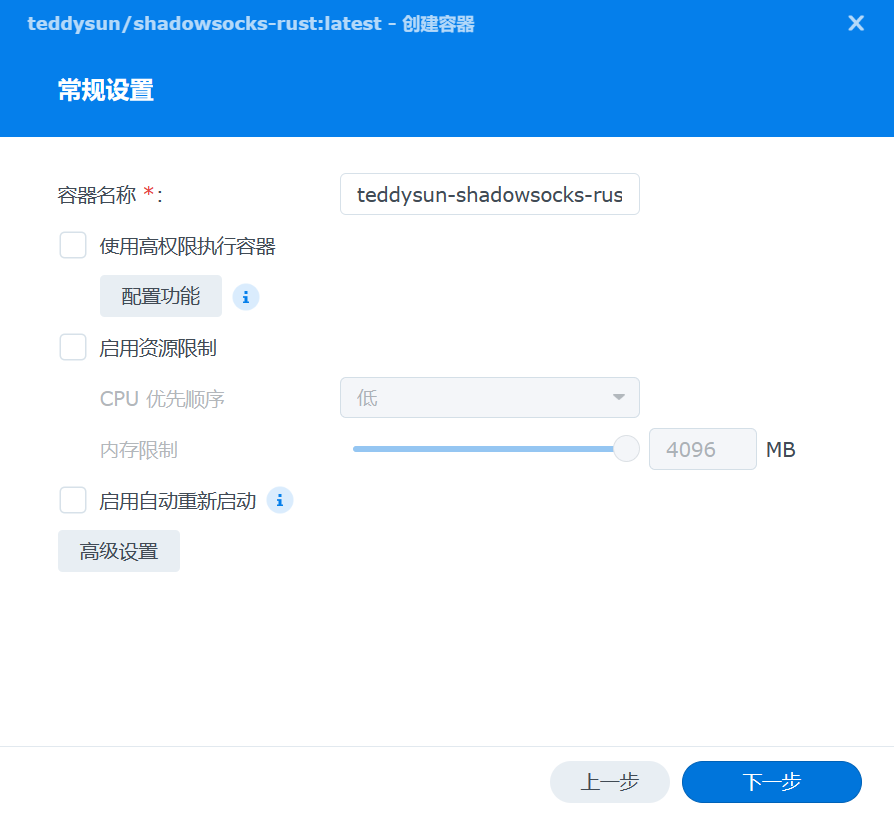 teddysun/shadowsocks-rust:latest - 创建容器
常规设置
容器名称 *: teddysun-shadowsocks-rus
使用高权限执行容器
配置功能
启用资源限制
CPU 优先顺序 低
内存限制 4096 MB
启用自动重新启动
高级设置
上一步 下一步